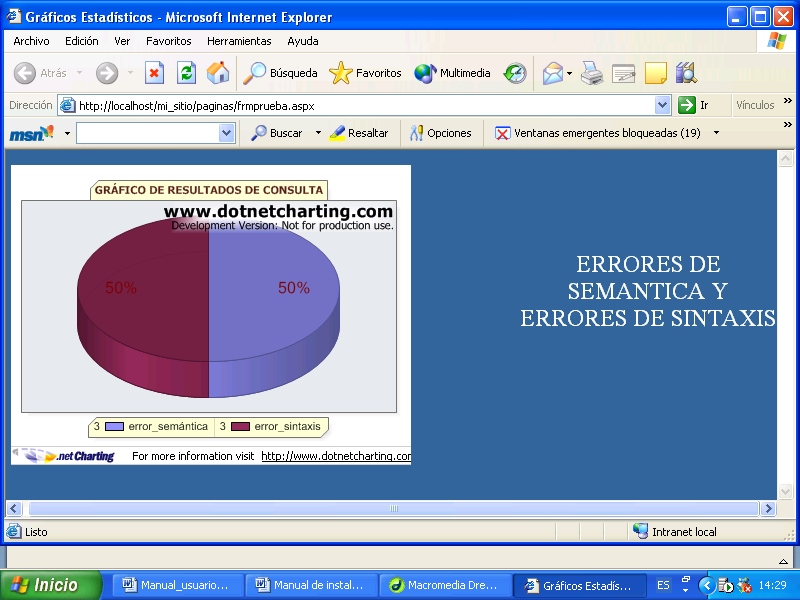 Gráficos Estadísticos - Microsoft Internet Explorer
Archivo Edición Ver Favoritos Herramientas Ayuda
Atrás Búsqueda Favoritos Multimedia
Dirección http://localhost/mi_sitio/paginas/frmprueba.aspx Ir Vínculos »
msn Buscar Resaltar Opciones Ventanas emergentes bloqueadas (19) »
GRÁFICO DE RESULTADOS DE CONSULTA
www.dotnetcharting.com
Development Version: Not for production use.
50% 50%
3 error_semántica 3 error_sintaxis
.net Charting For more information visit http://www.dotnetcharting.cor
ERRORES DE
SEMANTICA Y
ERRORES DE SINTAXIS
Listo Intranet local
Inicio Manual_usuario... Manual de instal... Macromedia Dre... Gráficos Estadís... ES 14:29